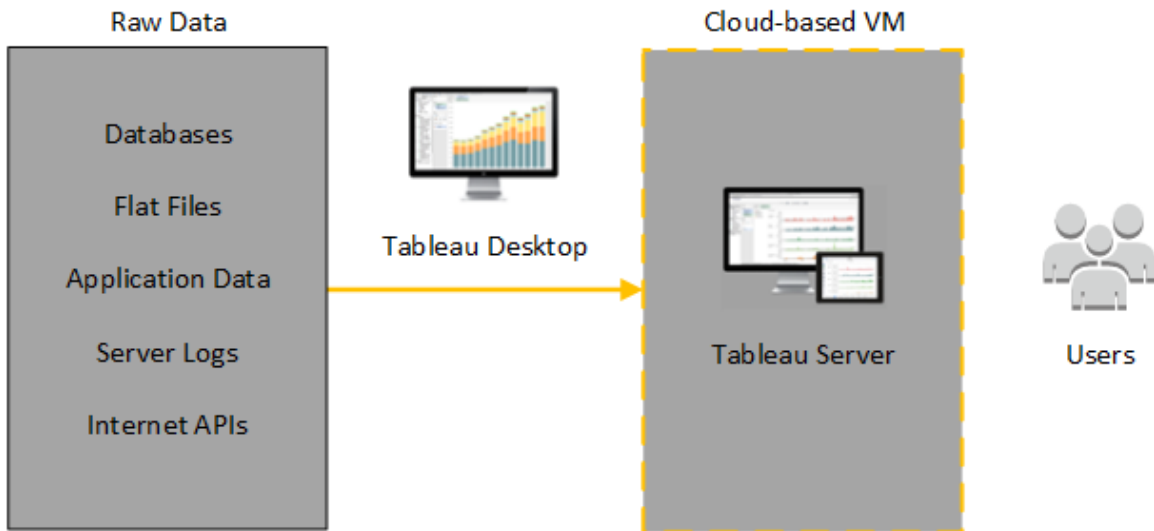 Raw Data
Databases
Flat Files
Application Data
Server Logs
Internet APIs
Tableau Desktop
Cloud-based VM
Tableau Server
Users